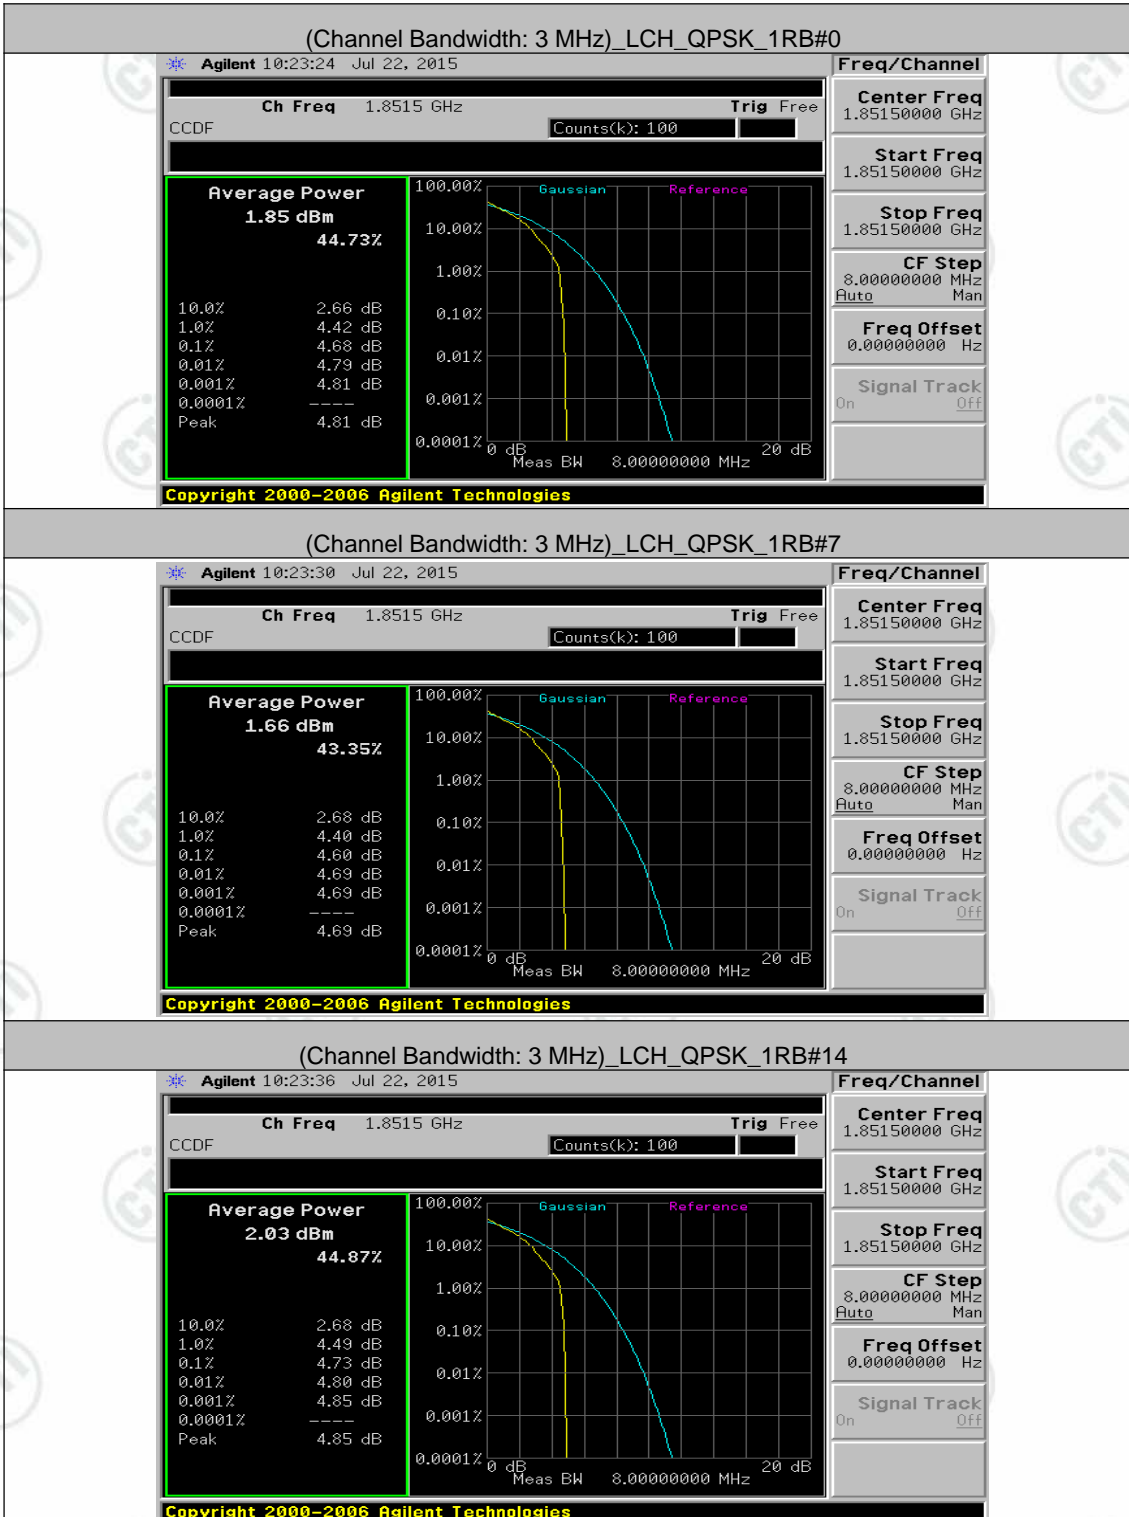 (Channel Bandwidth: 3 MHz)_LCH_QPSK_1RB#0
Agilent 10:23:24 Jul 22, 2015
Freq/Channel
Ch Freq 1.8515 GHz Trig Free
CCDF Counts(k): 100
Average Power
1.85 dBm
44.73%
10.0% 2.66 dB
1.0% 4.42 dB
0.1% 4.68 dB
0.01% 4.79 dB
0.001% 4.81 dB
0.0001% ----
Peak 4.81 dB
Gaussian Reference
100.00%
10.00%
1.00%
0.10%
0.01%
0.001%
0.0001%
0 dB 20 dB
Meas BW 8.00000000 MHz
Center Freq
1.85150000 GHz
Start Freq
1.85150000 GHz
Stop Freq
1.85150000 GHz
CF Step
8.00000000 MHz
Auto Man
Freq Offset
0.00000000 Hz
Signal Track
On Off
Copyright 2000-2006 Agilent Technologies
(Channel Bandwidth: 3 MHz)_LCH_QPSK_1RB#7
Agilent 10:23:30 Jul 22, 2015
Freq/Channel
Ch Freq 1.8515 GHz Trig Free
CCDF Counts(k): 100
Average Power
1.66 dBm
43.35%
10.0% 2.68 dB
1.0% 4.40 dB
0.1% 4.60 dB
0.01% 4.69 dB
0.001% 4.69 dB
0.0001% ----
Peak 4.69 dB
Gaussian Reference
100.00%
10.00%
1.00%
0.10%
0.01%
0.001%
0.0001%
0 dB 20 dB
Meas BW 8.00000000 MHz
Center Freq
1.85150000 GHz
Start Freq
1.85150000 GHz
Stop Freq
1.85150000 GHz
CF Step
8.00000000 MHz
Auto Man
Freq Offset
0.00000000 Hz
Signal Track
On Off
Copyright 2000-2006 Agilent Technologies
(Channel Bandwidth: 3 MHz)_LCH_QPSK_1RB#14
Agilent 10:23:36 Jul 22, 2015
Freq/Channel
Ch Freq 1.8515 GHz Trig Free
CCDF Counts(k): 100
Average Power
2.03 dBm
44.87%
10.0% 2.68 dB
1.0% 4.49 dB
0.1% 4.73 dB
0.01% 4.80 dB
0.001% 4.85 dB
0.0001% ----
Peak 4.85 dB
Gaussian Reference
100.00%
10.00%
1.00%
0.10%
0.01%
0.001%
0.0001%
0 dB 20 dB
Meas BW 8.00000000 MHz
Center Freq
1.85150000 GHz
Start Freq
1.85150000 GHz
Stop Freq
1.85150000 GHz
CF Step
8.00000000 MHz
Auto Man
Freq Offset
0.00000000 Hz
Signal Track
On Off
Copyright 2000-2006 Agilent Technologies
CTI